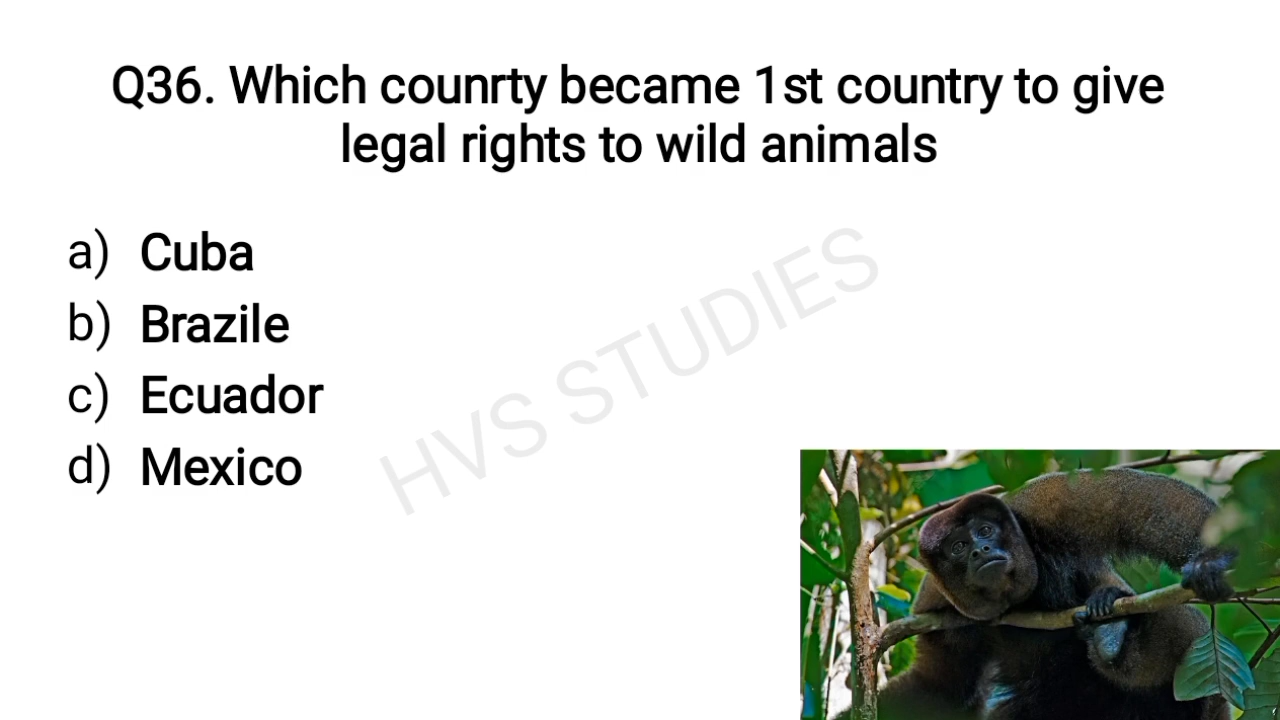 Q36. Which counrty became 1st country to give
legal rights to wild animals
a) Cuba
b) Brazile
c) Ecuador
d) Mexico
HVS STUDIES